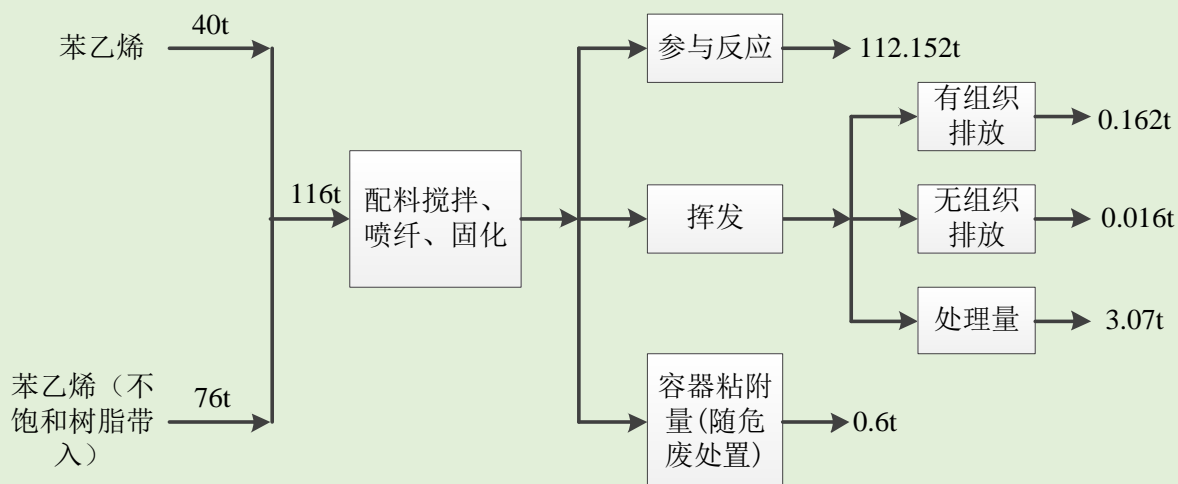 苯乙烯
40t
苯乙烯（不
饱和树脂带
入）
76t
116t
配料搅拌、
喷纤、固化
参与反应
112.152t
挥发
有组织
排放
0.162t
无组织
排放
0.016t
处理量
3.07t
容器粘附
量(随危
废处置)
0.6t